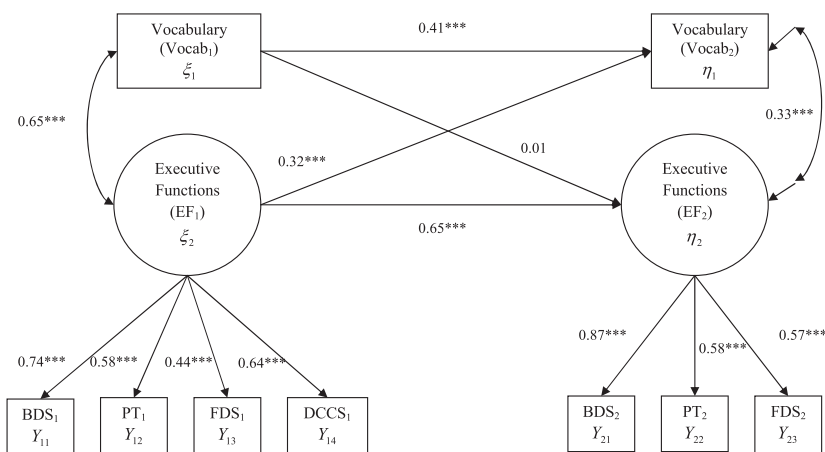 Vocabulary
(Vocab₁)
ξ₁
0.41***
Vocabulary
(Vocab₂)
η₁
0.65***
0.33***
0.32***
0.01
Executive
Functions
(EF₁)
ξ₂
0.65***
Executive
Functions
(EF₂)
η₂
0.74***
0.58***
0.44***
0.64***
0.87***
0.58***
0.57***
BDS₁
Y₁₁
PT₁
Y₁₂
FDS₁
Y₁₃
DCCS₁
Y₁₄
BDS₂
Y₂₁
PT₂
Y₂₂
FDS₂
Y₂₃